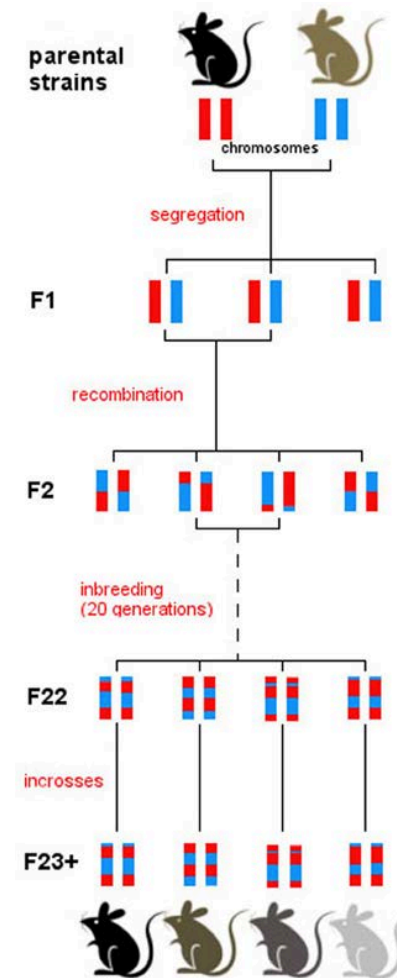 parental
strains
chromosomes
segregation
F1
recombination
F2
inbreeding
(20 generations)
F22
incrosses
F23+